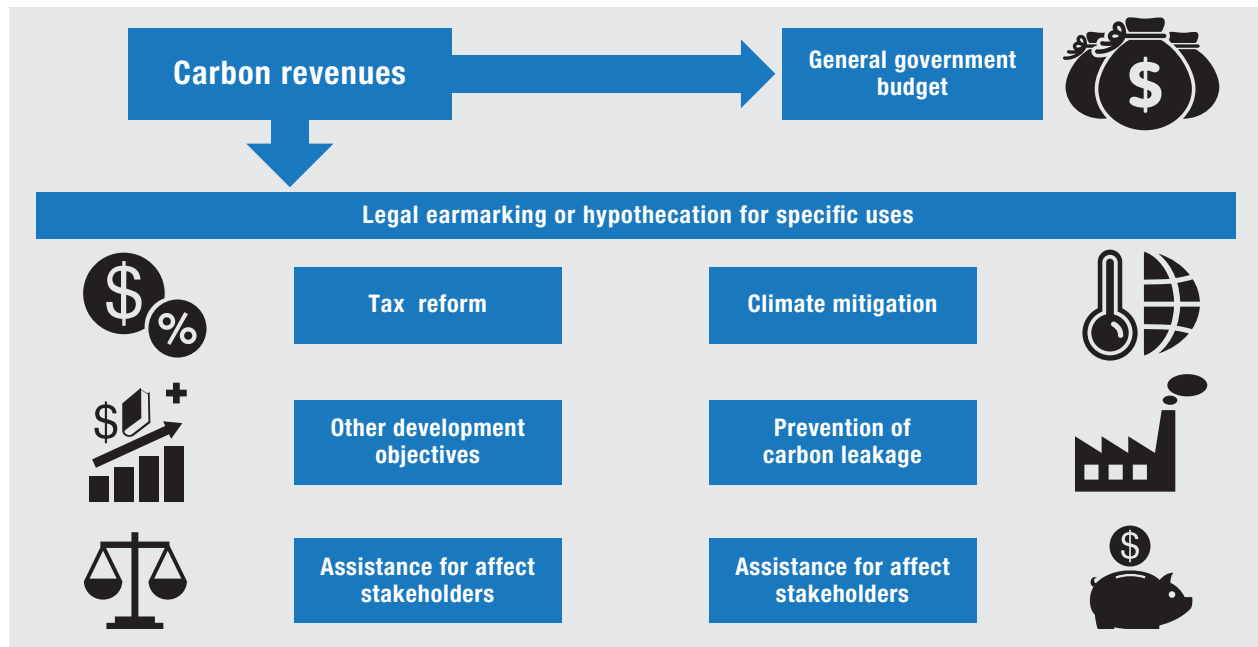 Carbon revenues
General government
budget
$
Legal earmarking or hypothecation for specific uses
$
%
Tax reform
Climate mitigation
$
+
Other development
objectives
Prevention of
carbon leakage
Assistance for affect
stakeholders
Assistance for affect
stakeholders
$